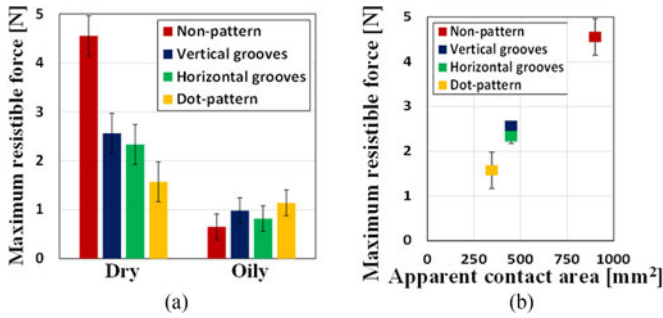 Maximum resistible force [N]
5
4
3
2
1
0
Non-pattern
Vertical grooves
Horizontal grooves
Dot-pattern
Dry
Oily
(a)
Maximum resistible force [N]
5
4
3
2
1
0
Non-pattern
Vertical grooves
Horizontal grooves
Dot-pattern
0
250
500
750
1000
Apparent contact area [mm²]
(b)